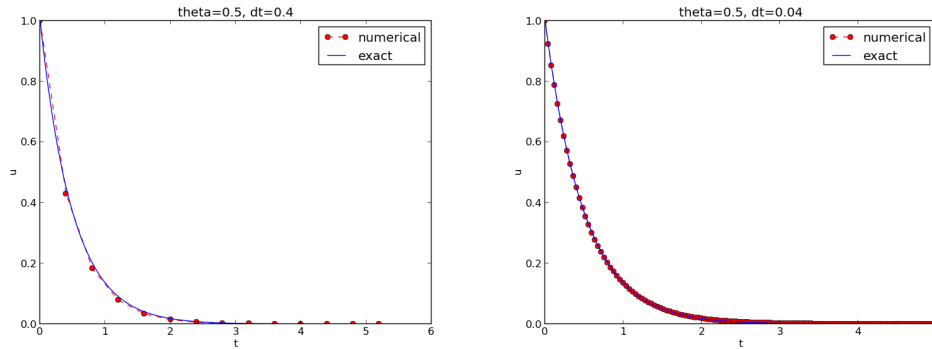 theta=0.5, dt=0.4
1.0
0.8
0.6
0.4
0.2
0.0
u
0 1 2 3 4 5 6
t
numerical
exact
theta=0.5, dt=0.04
1.0
0.8
0.6
0.4
0.2
0.0
u
0 1 2 3 4
t
numerical
exact